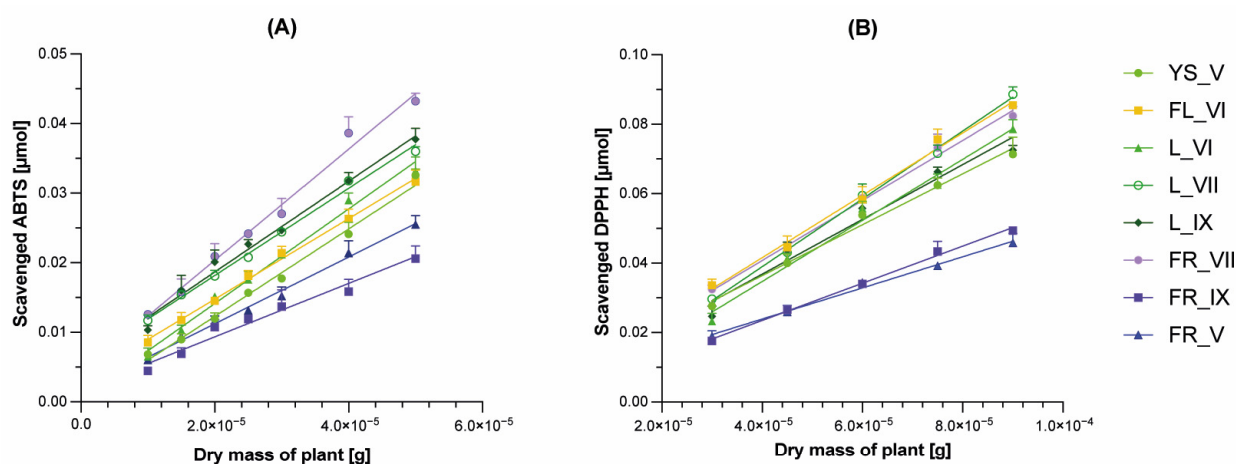 (A)
Scavenged ABTS [µmol]
0.05
0.04
0.03
0.02
0.01
0.00
0.0
2.0×10⁻⁵
4.0×10⁻⁵
6.0×10⁻⁵
Dry mass of plant [g]
(B)
Scavenged DPPH [µmol]
0.10
0.08
0.06
0.04
0.02
0.00
2.0×10⁻⁵
4.0×10⁻⁵
6.0×10⁻⁵
8.0×10⁻⁵
1.0×10⁻⁴
Dry mass of plant [g]
YS_V
FL_VI
L_VI
L_VII
L_IX
FR_VII
FR_IX
FR_V